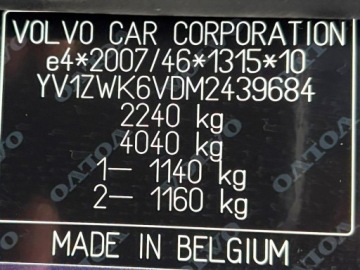 VOLVO CAR CORPORATION
e4*2007/46*1315*10
YV1ZWK6VDM2439684
2240 kg
4040 kg
1— 1140 kg
2— 1160 kg
MADE IN BELGIUM